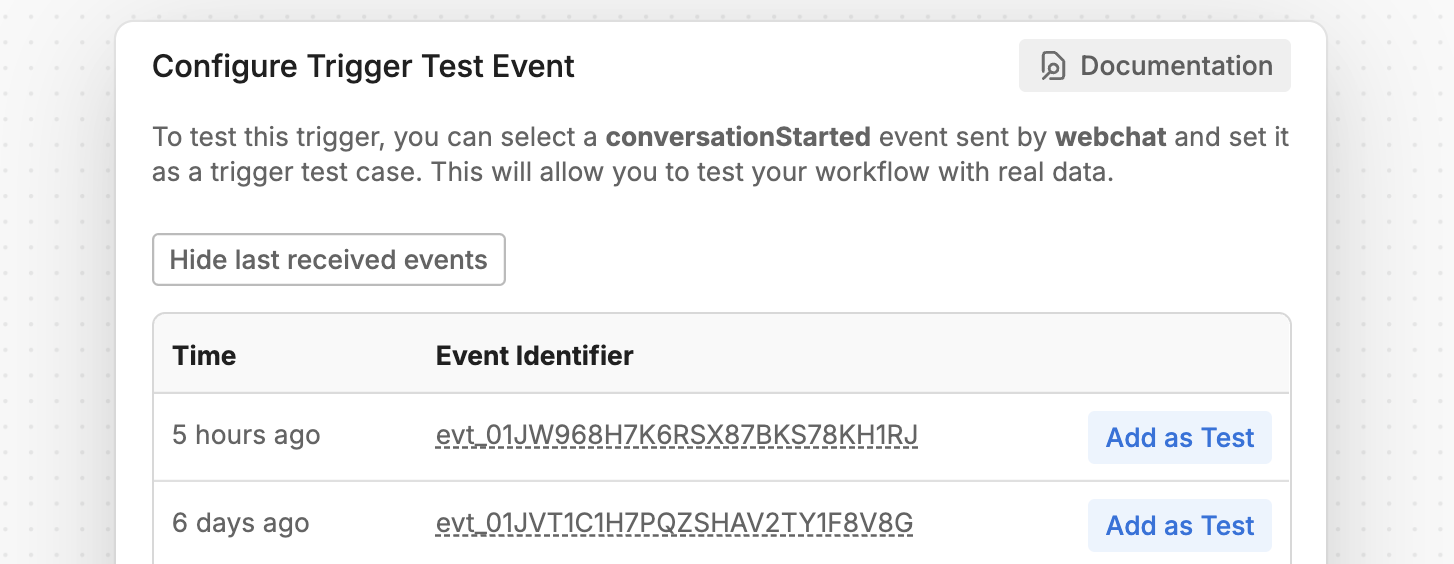 Configure Trigger Test Event
Documentation
To test this trigger, you can select a conversationStarted event sent by webchat and set it
as a trigger test case. This will allow you to test your workflow with real data.
Hide last received events
Time Event Identifier
5 hours ago evt_01JW968H7K6RSX87BKS78KH1RJ Add as Test
6 days ago evt_01JVT1C1H7PQZSHAV2TY1F8V8G Add as Test